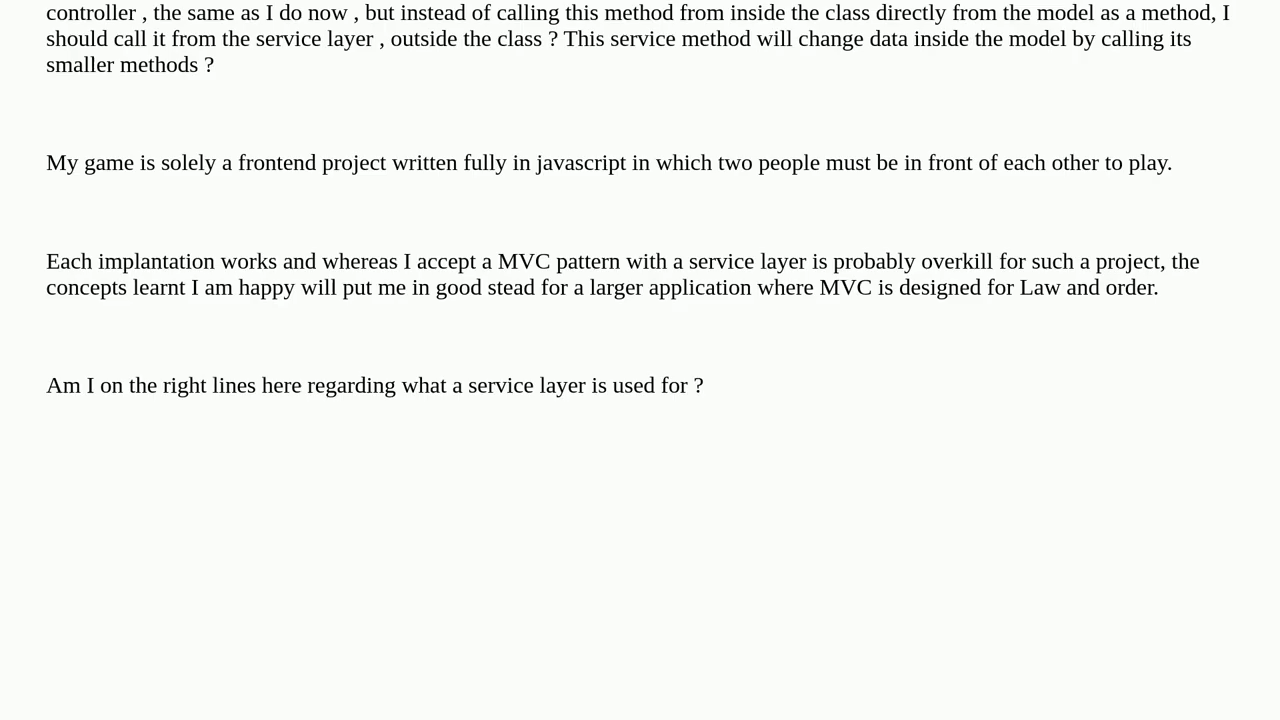 controller , the same as I do now , but instead of calling this method from inside the class directly from the model as a method, I
should call it from the service layer , outside the class ? This service method will change data inside the model by calling its
smaller methods ?
My game is solely a frontend project written fully in javascript in which two people must be in front of each other to play.
Each implantation works and whereas I accept a MVC pattern with a service layer is probably overkill for such a project, the
concepts learnt I am happy will put me in good stead for a larger application where MVC is designed for Law and order.
Am I on the right lines here regarding what a service layer is used for ?